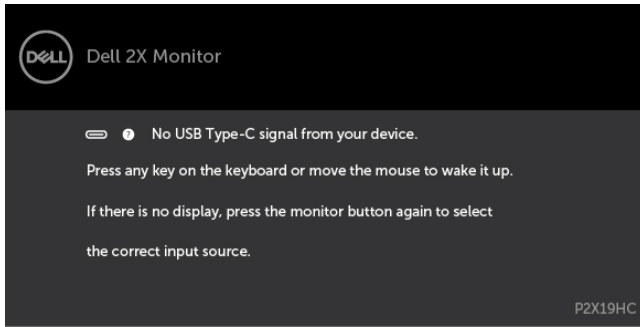 DELL Dell 2X Monitor
? No USB Type-C signal from your device.
Press any key on the keyboard or move the mouse to wake it up.
If there is no display, press the monitor button again to select
the correct input source.
P2X19HC